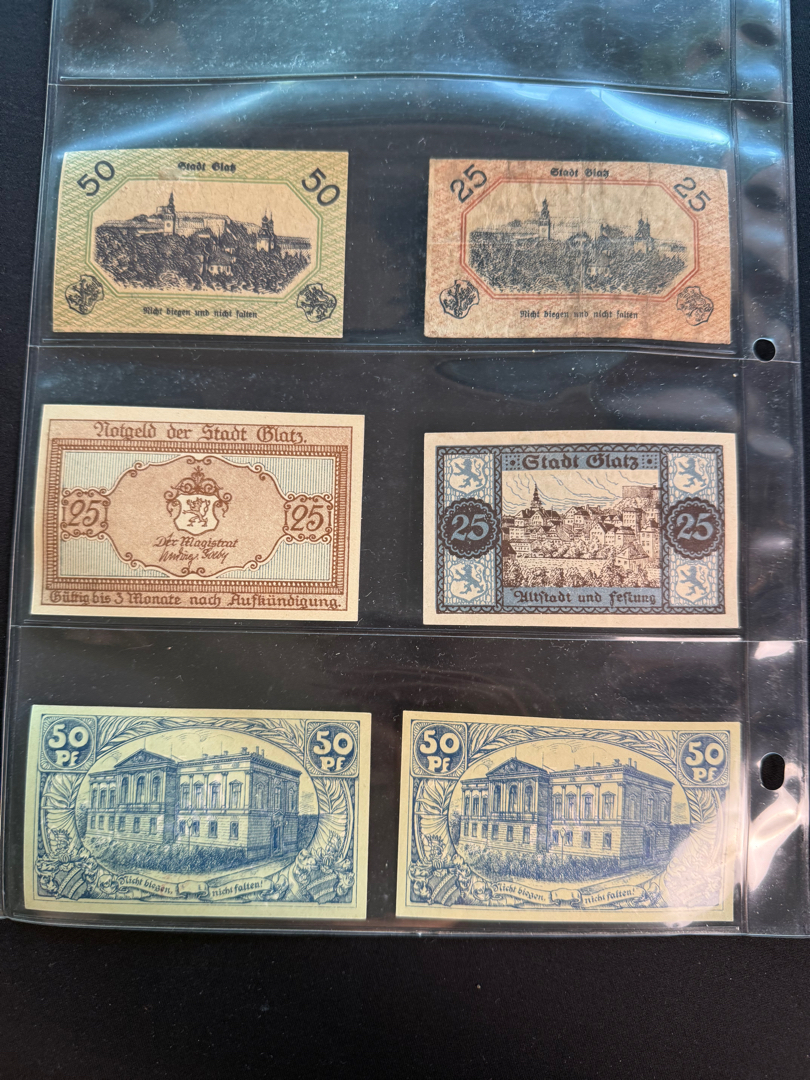 50
Stadt Glatz
50
Nicht biegen und nicht falten
25
Stadt Glatz
25
Nicht biegen und nicht falten
Notgeld der Stadt Glatz.
25
25
Der Magistrat
Gültig bis 3 Monate nach Aufkündigung.
Stadt Glatz
25
25
Altstadt und Festung
50
Pf
50
Pf
Nicht biegen,
nicht falten!
50
Pf
50
Pf
Nicht biegen,
nicht falten!